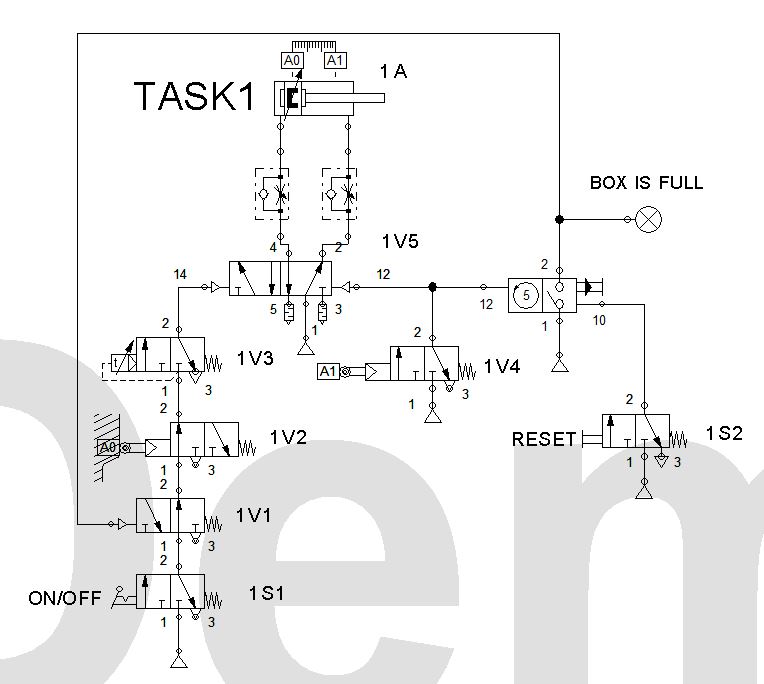 A0 A1
1A
TASK1
BOX IS FULL
1V5
4 2
14 12
5 3
1
2
5
12
10
1
2
1V3
t
1 3
2
1V4
A1
1 3
2
A0
1V2
1 3
2
RESET
1S2
1 3
2
1V1
1 3
2
ON/OFF
1S1
1 3
Dem